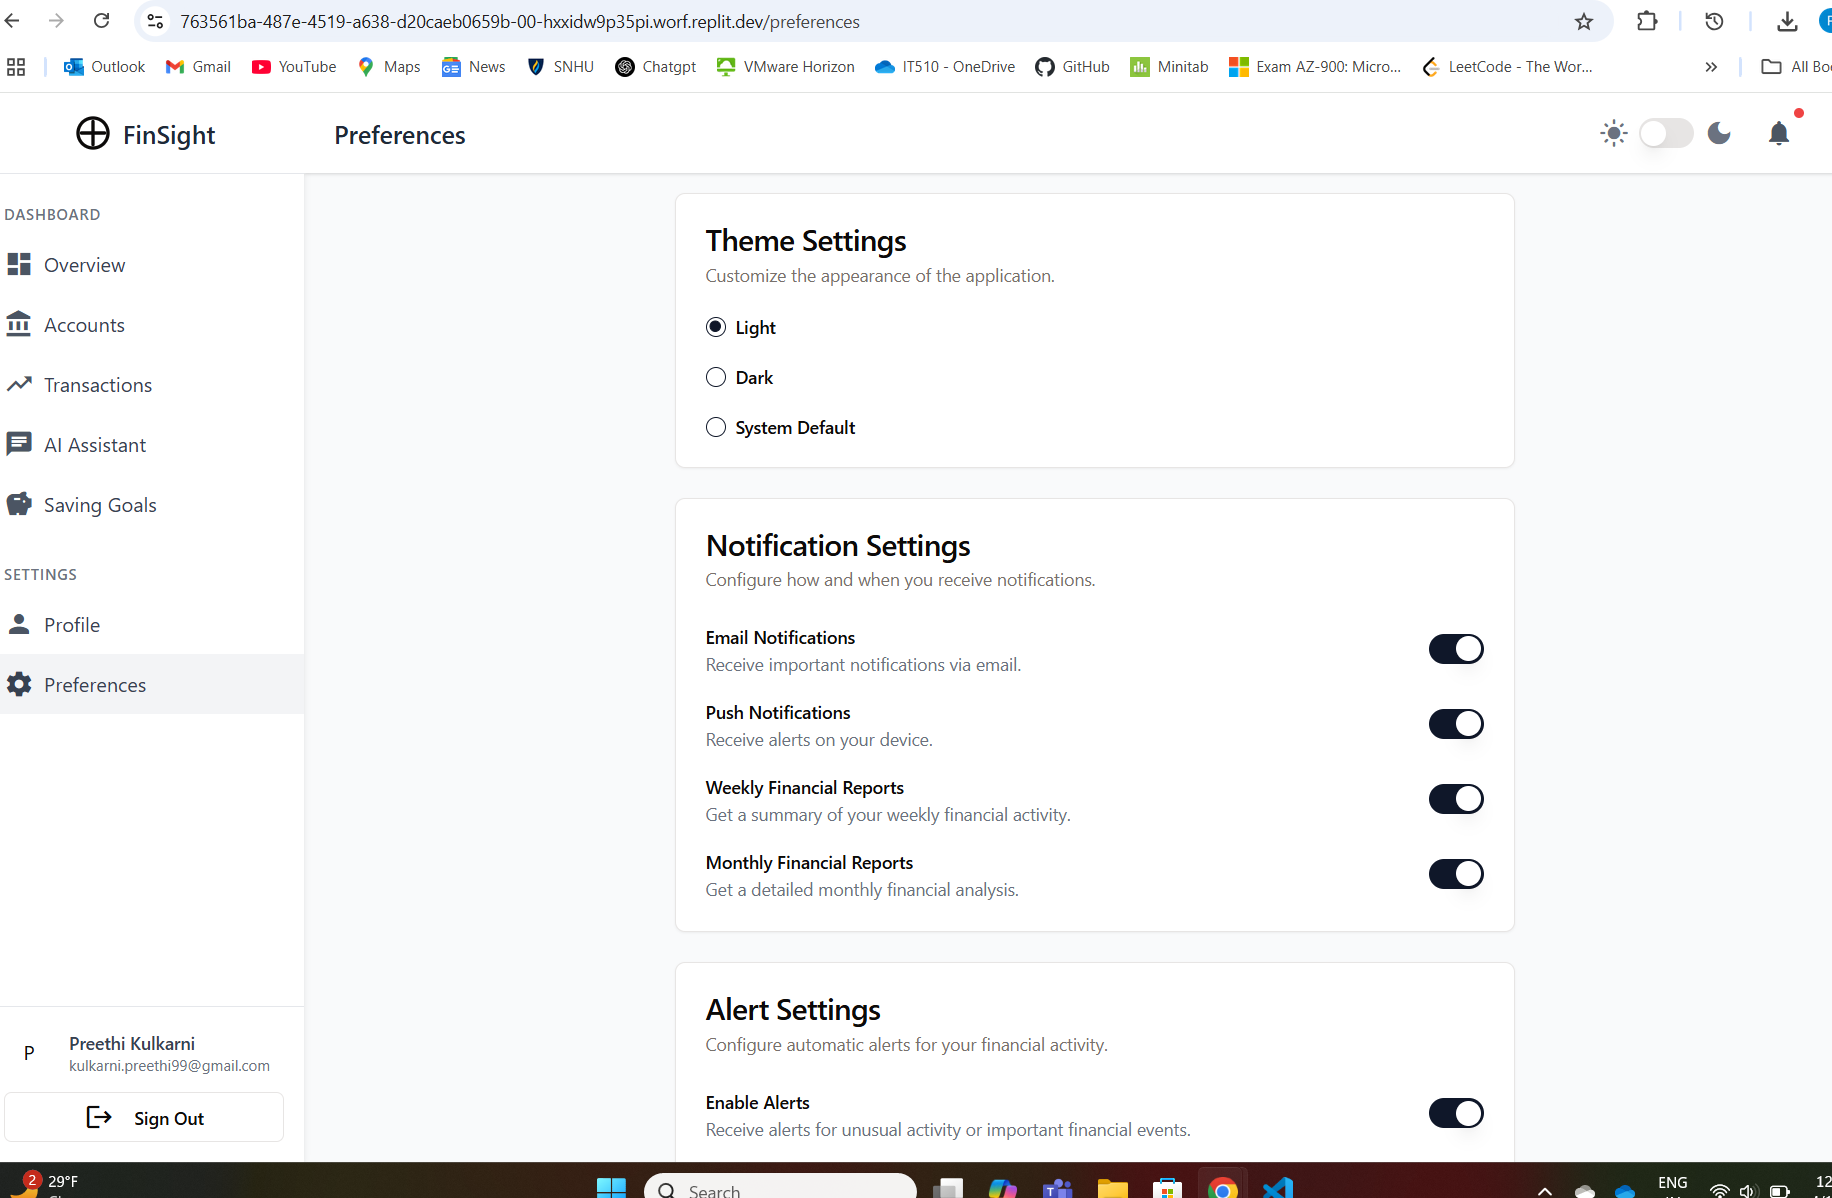 763561ba-487e-4519-a638-d20caeb0659b-00-hxxidw9p35pi.worf.replit.dev/preferences
Outlook Gmail YouTube Maps News SNHU Chatgpt VMware Horizon IT510 - OneDrive GitHub Minitab Exam AZ-900: Micro... LeetCode - The Wor... » All Boo
FinSight
Preferences
DASHBOARD
Overview
Accounts
Transactions
AI Assistant
Saving Goals
SETTINGS
Profile
Preferences
P
Preethi Kulkarni
kulkarni.preethi99@gmail.com
Sign Out
Theme Settings
Customize the appearance of the application.
Light
Dark
System Default
Notification Settings
Configure how and when you receive notifications.
Email Notifications
Receive important notifications via email.
Push Notifications
Receive alerts on your device.
Weekly Financial Reports
Get a summary of your weekly financial activity.
Monthly Financial Reports
Get a detailed monthly financial analysis.
Alert Settings
Configure automatic alerts for your financial activity.
Enable Alerts
Receive alerts for unusual activity or important financial events.
2 29°F
Search
ENG
12